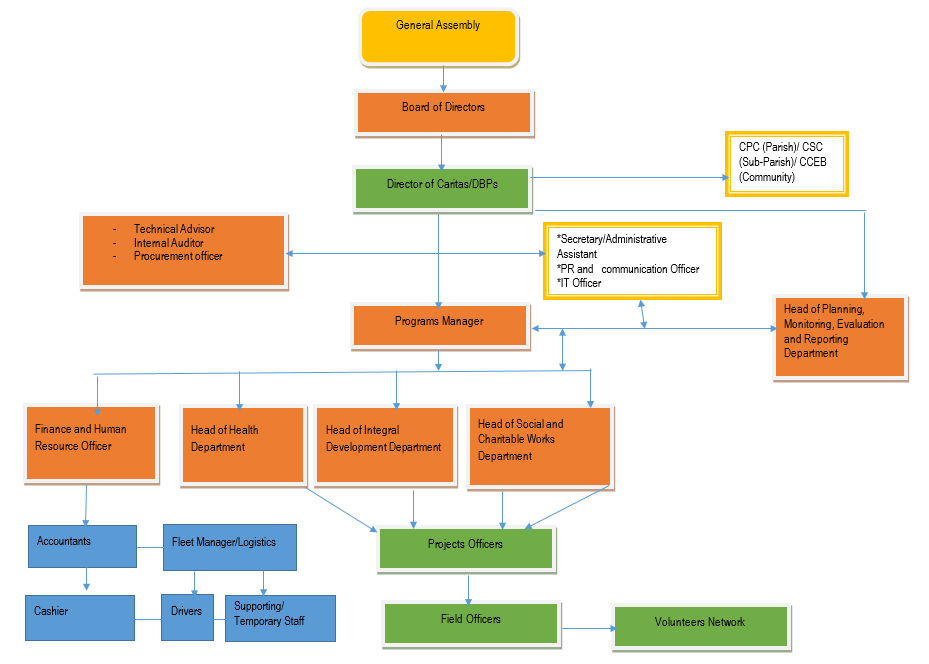 General Assembly
Board of Directors
CPC (Parish)/ CSC
(Sub-Parish)/ CCEB
(Community)
Director of Caritas/DBPs
- Technical Advisor
- Internal Auditor
- Procurement officer
*Secretary/Administrative
Assistant
*PR and communication Officer
*IT Officer
Programs Manager
Head of Planning,
Monitoring, Evaluation
and Reporting
Department
Finance and Human
Resource Officer
Head of Health
Department
Head of Integral
Development Department
Head of Social and
Charitable Works
Department
Accountants
Fleet Manager/Logistics
Projects Officers
Cashier
Drivers
Supporting/
Temporary Staff
Field Officers
Volunteers Network